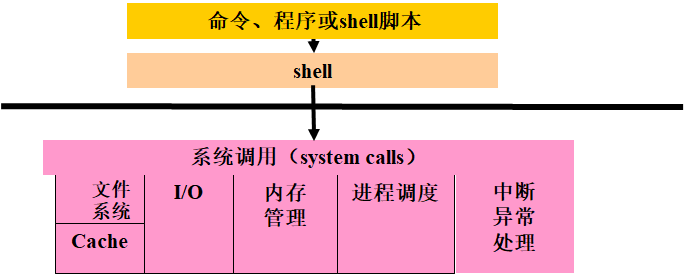 命令、程序或shell脚本
shell
系统调用（system calls）
文件
系统
Cache
I/O
内存
管理
进程调度
中断
异常
处理